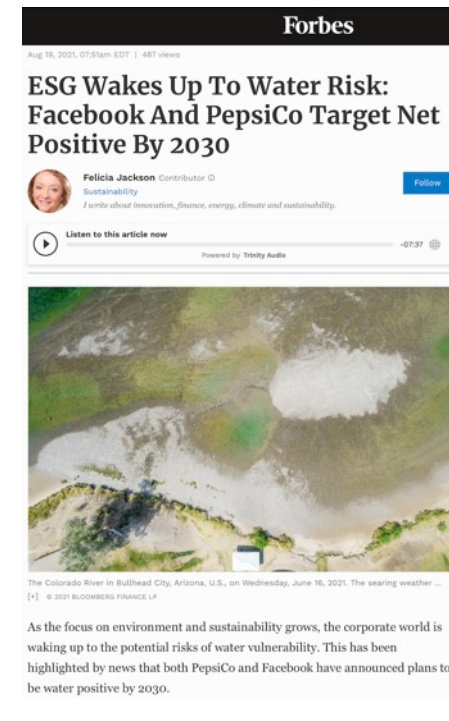 Forbes
Aug 19, 2021, 07:51am EDT | 487 views
ESG Wakes Up To Water Risk:
Facebook And PepsiCo Target Net
Positive By 2030
Felicia Jackson Contributor
Sustainability
I write about innovation, finance, energy, climate and sustainability.
Follow
Listen to this article now
-07:37
Powered by Trinity Audio
The Colorado River in Bullhead City, Arizona, U.S., on Wednesday, June 16, 2021. The searing weather ...
[+] © 2021 BLOOMBERG FINANCE LP
As the focus on environment and sustainability grows, the corporate world is
waking up to the potential risks of water vulnerability. This has been
highlighted by news that both PepsiCo and Facebook have announced plans to
be water positive by 2030.